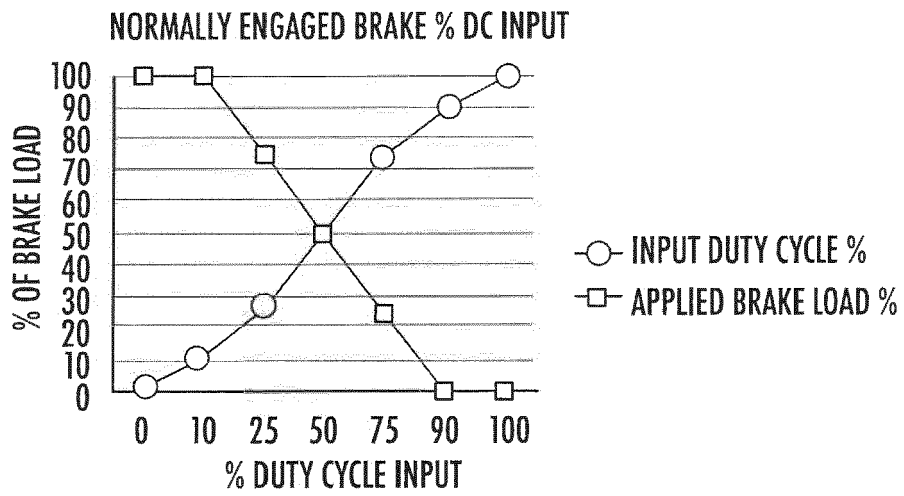 NORMALLY ENGAGED BRAKE % DC INPUT
100
90
80
70
60
50
40
30
20
10
0
% OF BRAKE LOAD
0 10 25 50 75 90 100
% DUTY CYCLE INPUT
INPUT DUTY CYCLE %
APPLIED BRAKE LOAD %